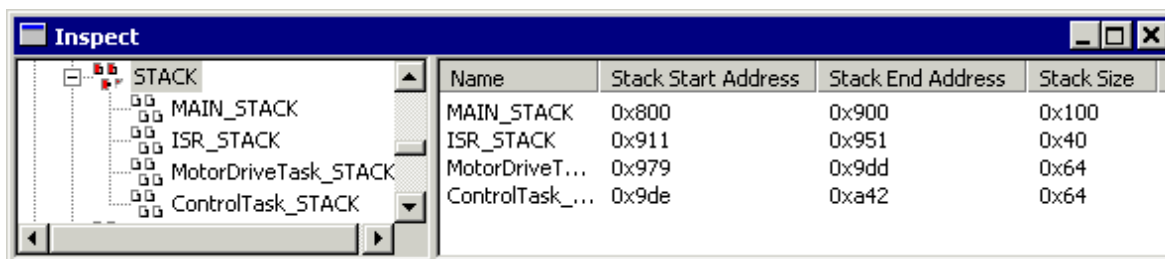 Inspect
STACK
MAIN_STACK
ISR_STACK
MotorDriveTask_STACK
ControlTask_STACK
Name Stack Start Address Stack End Address Stack Size
MAIN_STACK 0x800 0x900 0x100
ISR_STACK 0x911 0x951 0x40
MotorDriveT... 0x979 0x9dd 0x64
ControlTask_... 0x9de 0xa42 0x64